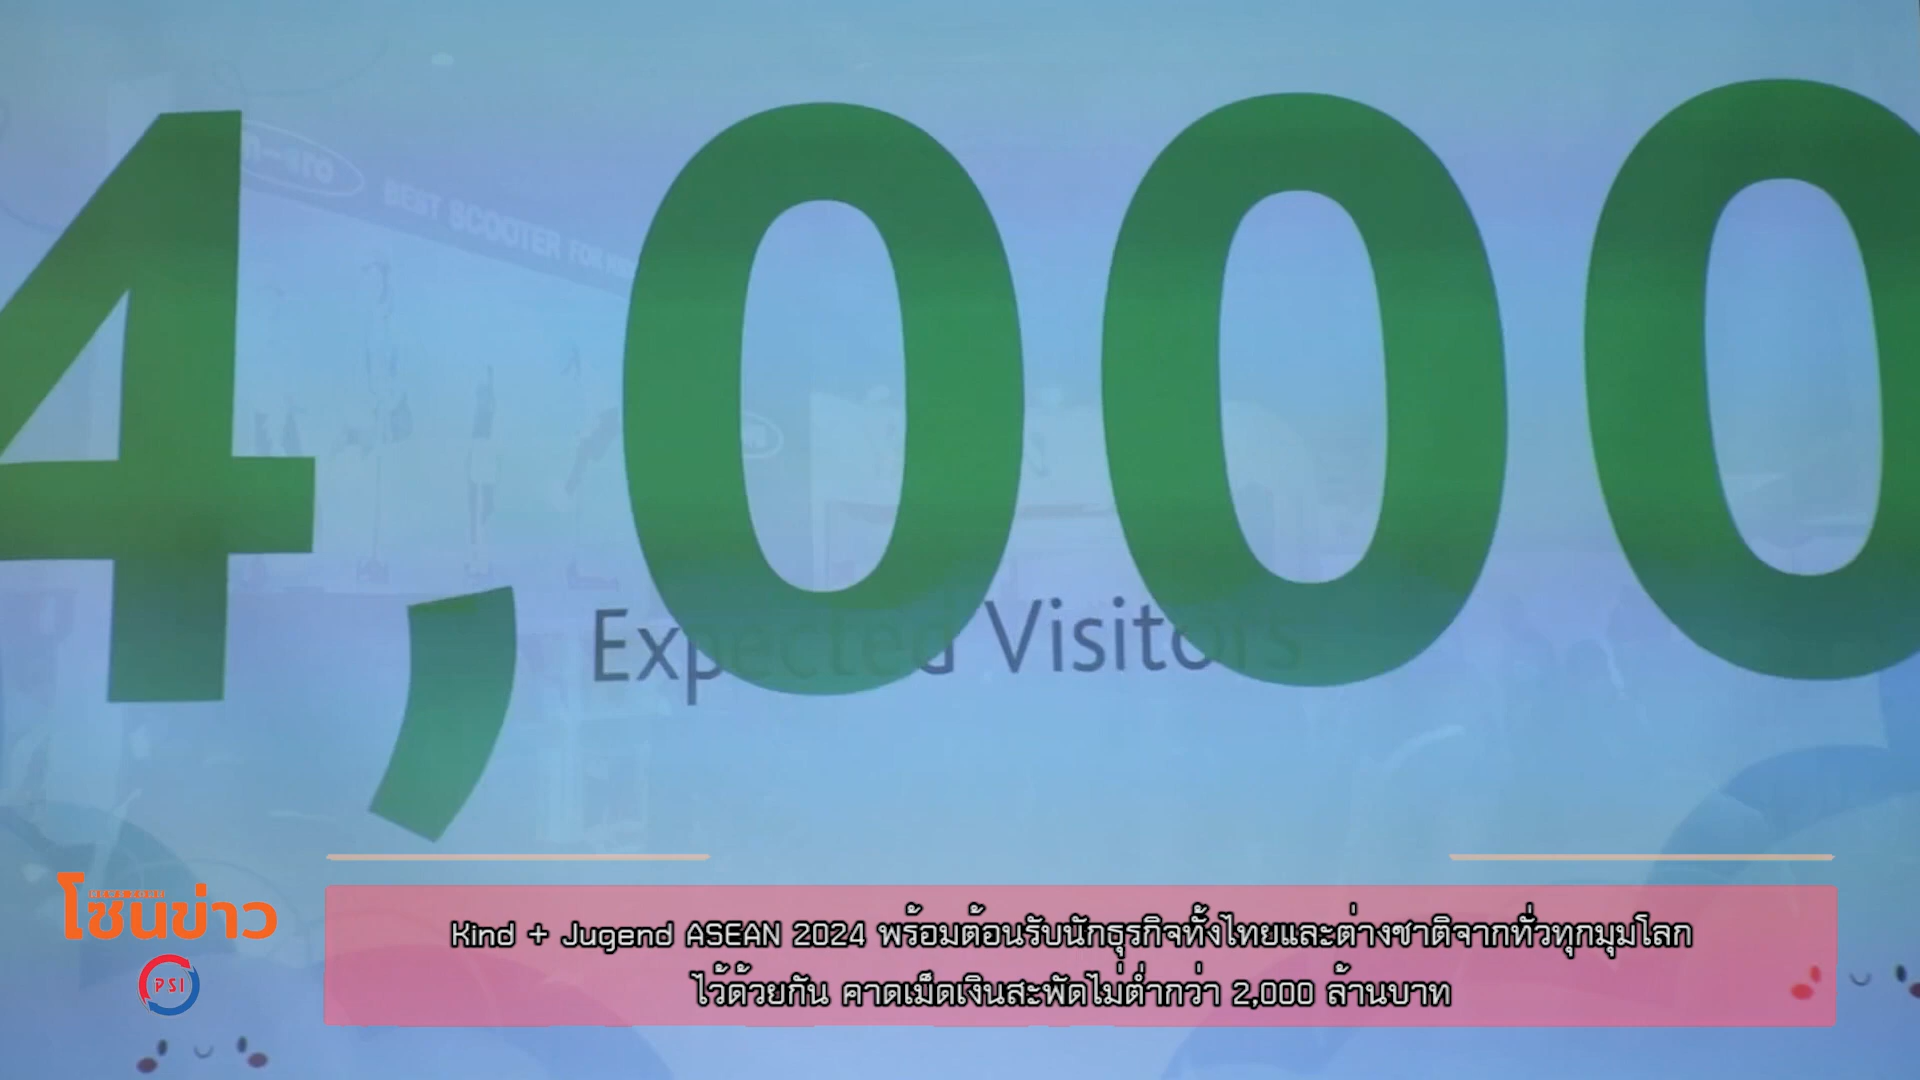 4,000
BEST SCOOTER FOR
Expected Visitors
โซนข่าว
PSI
Kind + Jugend ASEAN 2024 พร้อมต้อนรับนักธุรกิจทั้งไทยและต่างชาติจากทั่วทุกมุมโลก
ไว้ด้วยกัน คาดเม็ดเงินสะพัดไม่ต่ำกว่า 2,000 ล้านบาท